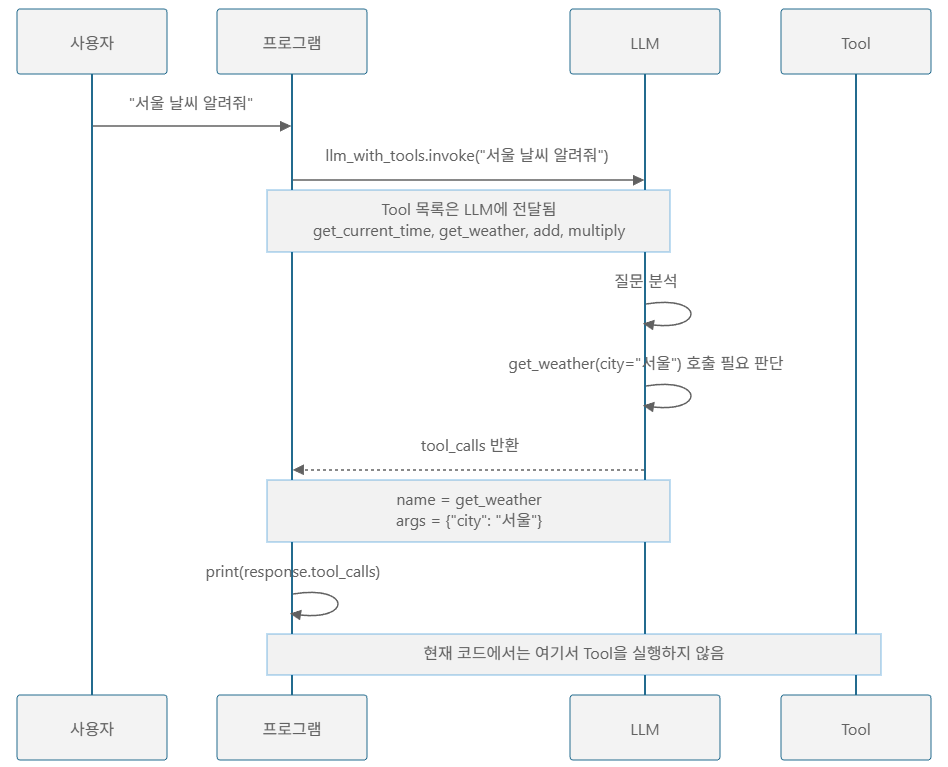 사용자
프로그램
LLM
Tool
"서울 날씨 알려줘"
llm_with_tools.invoke("서울 날씨 알려줘")
Tool 목록은 LLM에 전달됨
get_current_time, get_weather, add, multiply
질문 분석
get_weather(city="서울") 호출 필요 판단
tool_calls 반환
name = get_weather
args = {"city": "서울"}
print(response.tool_calls)
현재 코드에서는 여기서 Tool을 실행하지 않음
사용자
프로그램
LLM
Tool